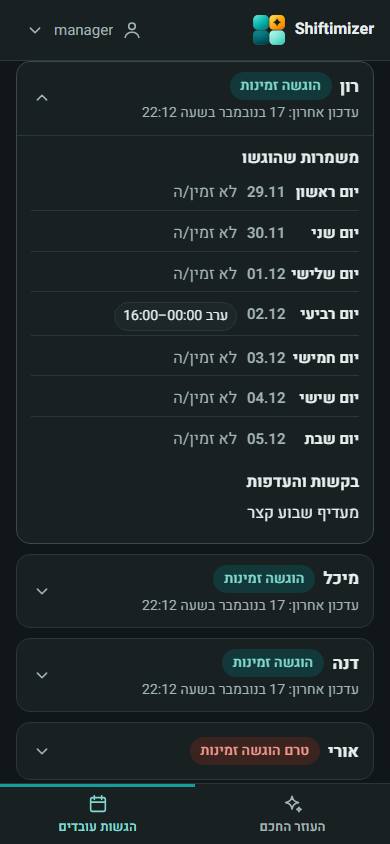 Shiftimizer manager
רון הוגשה זמינות
עדכון אחרון: 17 בנובמבר בשעה 22:12
משמרות שהוגשו
יום ראשון 29.11 לא זמין/ה
יום שני 30.11 לא זמין/ה
יום שלישי 01.12 לא זמין/ה
יום רביעי 02.12 ערב 16:00–00:00
יום חמישי 03.12 לא זמין/ה
יום שישי 04.12 לא זמין/ה
יום שבת 05.12 לא זמין/ה
בקשות והעדפות
מעדיף שבוע קצר
מיכל הוגשה זמינות
עדכון אחרון: 17 בנובמבר בשעה 22:12
דנה הוגשה זמינות
עדכון אחרון: 17 בנובמבר בשעה 22:12
אורי טרם הוגשה זמינות
העוזר החכם הגשות עובדים